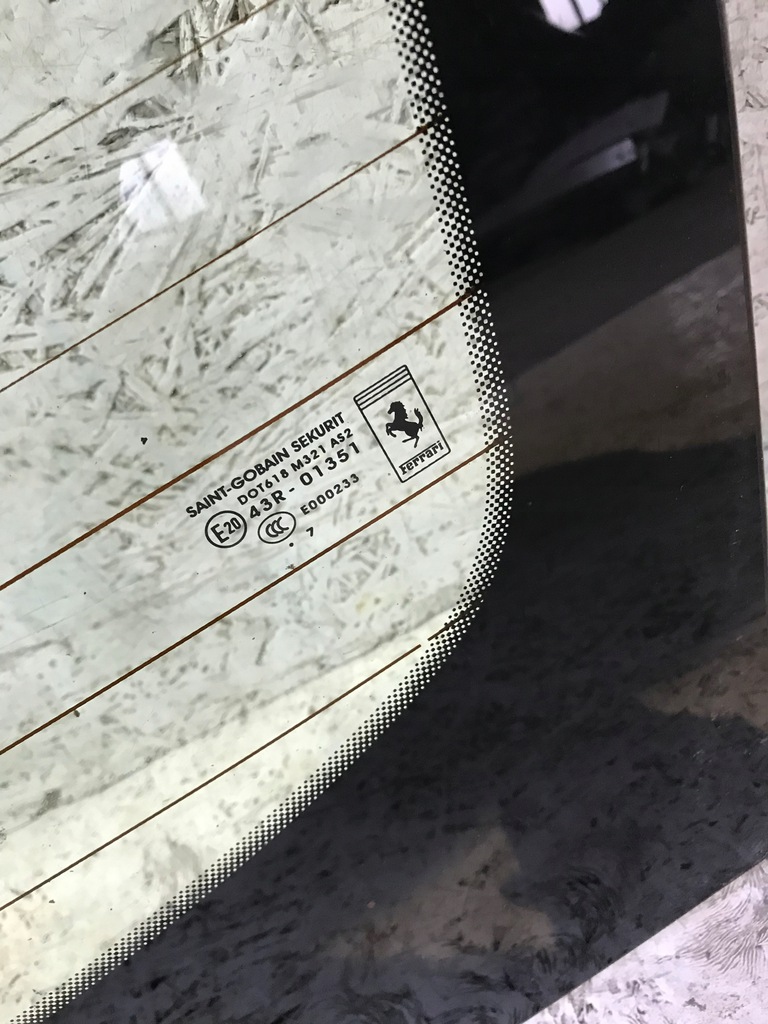 SAINT-GOBAIN SEKURIT
DOT618 M321 AS2
E20 43R - 01351
CCC E000233
. 7
Ferrari